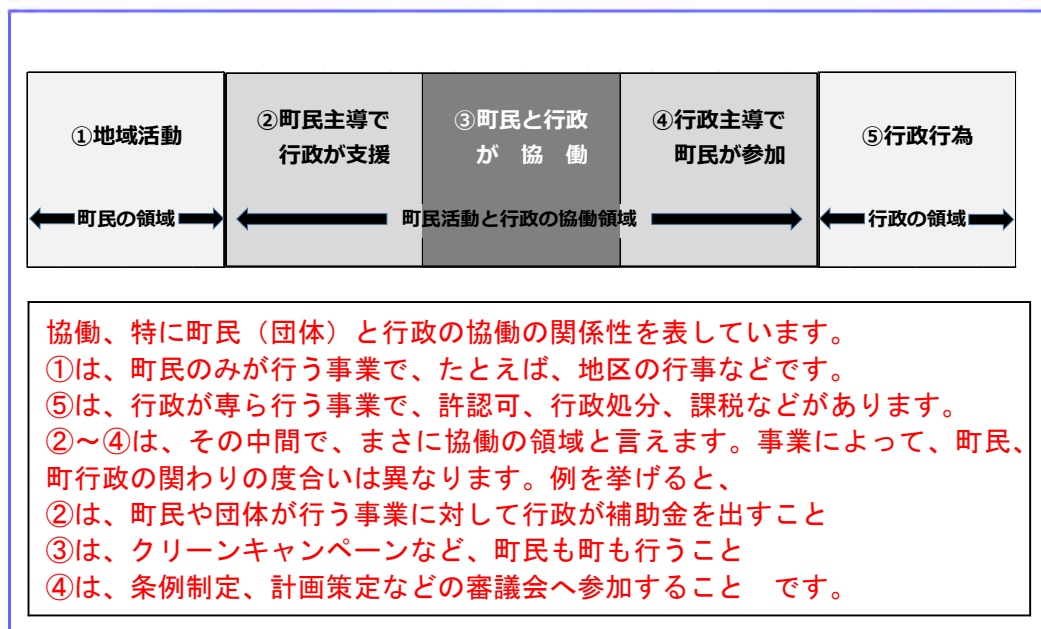 ①地域活動
②町民主導で
行政が支援
③町民と行政
が 協 働
④行政主導で
町民が参加
⑤行政行為
町民の領域
町民活動と行政の協働領域
行政の領域
協働、特に町民（団体）と行政の協働の関係性を表しています。
①は、町民のみが行う事業で、たとえば、地区の行事などです。
⑤は、行政が専ら行う事業で、許認可、行政処分、課税などがあります。
②～④は、その中間で、まさに協働の領域と言えます。事業によって、町民、
町行政の関わりの度合いは異なります。例を挙げると、
②は、町民や団体が行う事業に対して行政が補助金を出すこと
③は、クリーンキャンペーンなど、町民も町も行うこと
④は、条例制定、計画策定などの審議会へ参加すること　です。